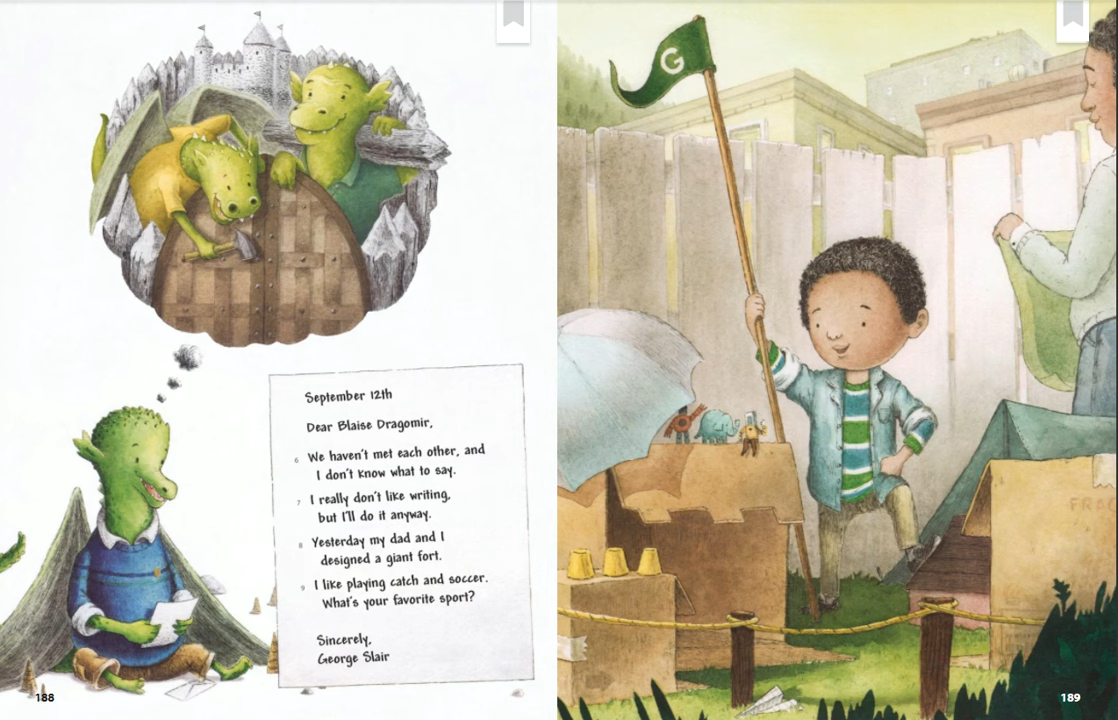 September 12th
Dear Blaise Dragomir,
6 We haven't met each other, and
I don't know what to say.
7 I really don't like writing,
but I'll do it anyway.
8 Yesterday my dad and I
designed a giant fort.
9 I like playing catch and soccer.
What's your favorite sport?
Sincerely,
George Slair
188
G
FRA
189